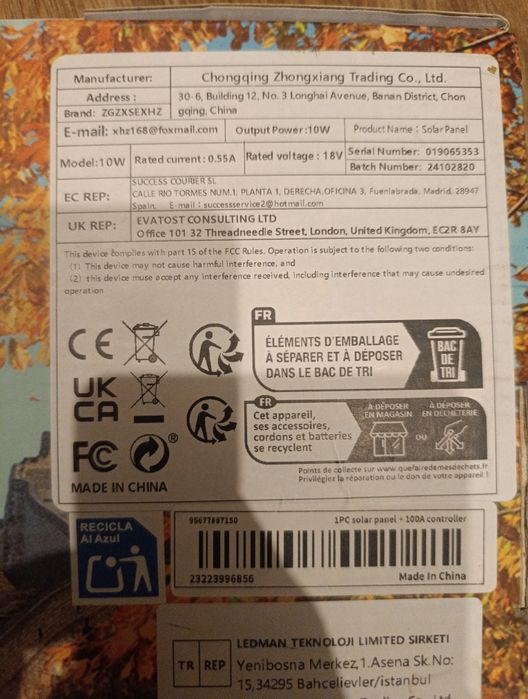 Manufacturer: Chongqing Zhongxiang Trading Co., Ltd.
Address: 30-6, Building 12, No. 3 Longhai Avenue, Banan District, Chon
Brand: ZGZXSEXHZ gqing, China
E-mail: xhz168@foxmail.com Output Power:10W Product Name: Solar Panel
Model:10W Rated current: 0.55A Rated voltage: 18V Serial Number: 019065353
Batch Number: 24102820
EC REP: SUCCESS COURIER SL
CALLE RIO TORMES NUM.1, PLANTA 1, DERECHA,OFICINA 3, Fuenlabrada, Madrid, 28947
Spain, E-mail: successservice2@hotmail.com
UK REP: EVATOST CONSULTING LTD
Office 101 32 Threadneedle Street, London, United Kingdom, EC2R 8AY
This device complies with part 15 of the FCC Rules. Operation is subject to the following two conditions:
(1) This device may not cause harmful interference, and
(2) this device muse accept any interference received, including interference that may cause undesired
operation
CE
UK
CA
FC
®
MADE IN CHINA
FR
ÉLÉMENTS D'EMBALLAGE
À SÉPARER ET À DÉPOSER
DANS LE BAC DE TRI
BAC
DE
TRI
FR
Cet appareil,
ses accessoires,
cordons et batteries
se recyclent
À DÉPOSER
EN MAGASIN
OU
À DÉPOSER
EN DÉCHÈTERIE
Points de collecte sur www.quefairedemesdechets.fr
Privilégiez la réparation ou le don de votre appareil !
RECICLA
Al Azul
95677887150 1PC solar panel + 100A controller
23223996856 Made In China
TR REP
LEDMAN TEKNOLOJI LIMITED SIRKETI
Yenibosna Merkez,1.Asena Sk.No:
15,34295 Bahcelievler/istanbul